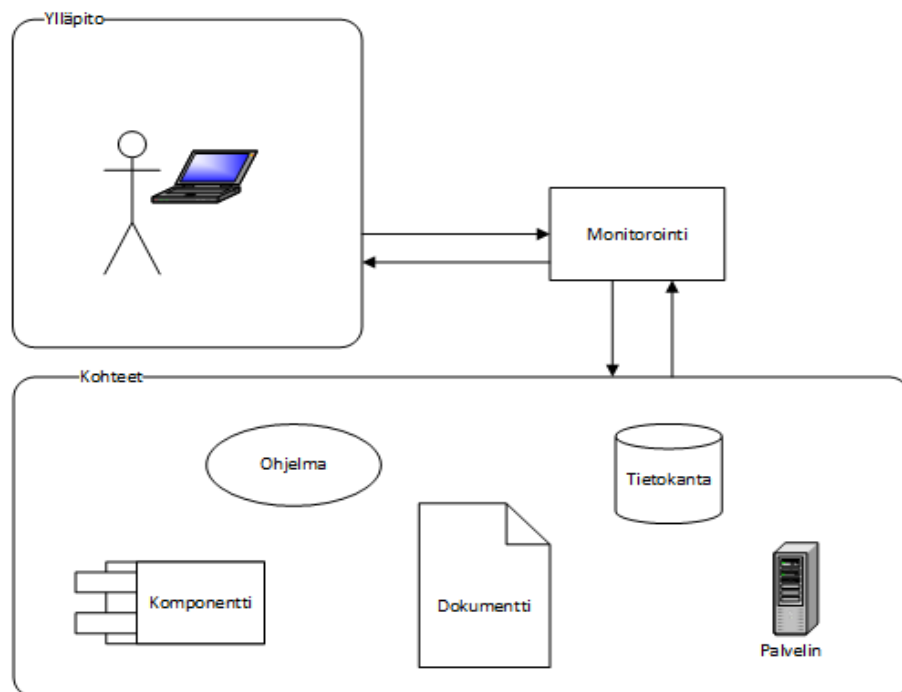 Ylläpito
Monitorointi
Kohteet
Ohjelma
Tietokanta
Komponentti
Dokumentti
Palvelin